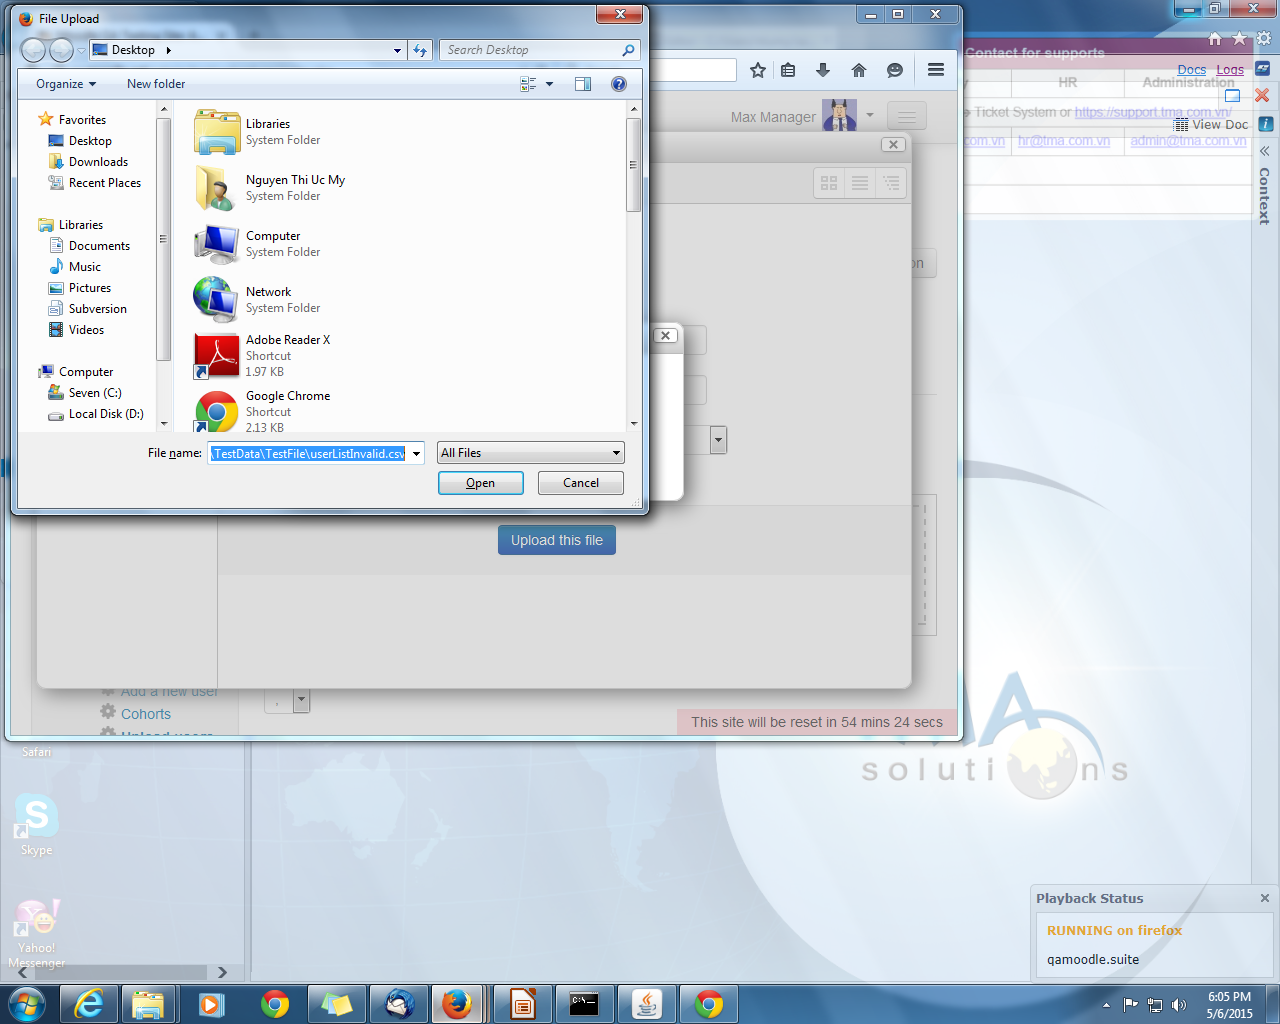 File Upload
Desktop
Search Desktop
Organize
New folder
Favorites
Desktop
Downloads
Recent Places
Libraries
Documents
Music
Pictures
Subversion
Videos
Computer
Seven (C:)
Local Disk (D:)
Libraries
System Folder
Nguyen Thi Uc My
System Folder
Computer
System Folder
Network
System Folder
Adobe Reader X
Shortcut
1.97 KB
Google Chrome
Shortcut
2.13 KB
File name:
\TestData\TestFile\userListInvalid.csv
All Files
Open
Cancel
Max Manager
on
Upload this file
Add a new user
Cohorts
Upload users
This site will be reset in 54 mins 24 secs
Contact for supports
Docs
Logs
y
HR
Administration
Ticket System or https://support.tma.com.vn/
View Doc
.com.vn
hr@tma.com.vn
admin@tma.com.vn
Context
solutions
Safari
Skype
Yahoo!
Messenger
Playback Status
RUNNING on firefox
qamoodle.suite
6:05 PM
5/6/2015